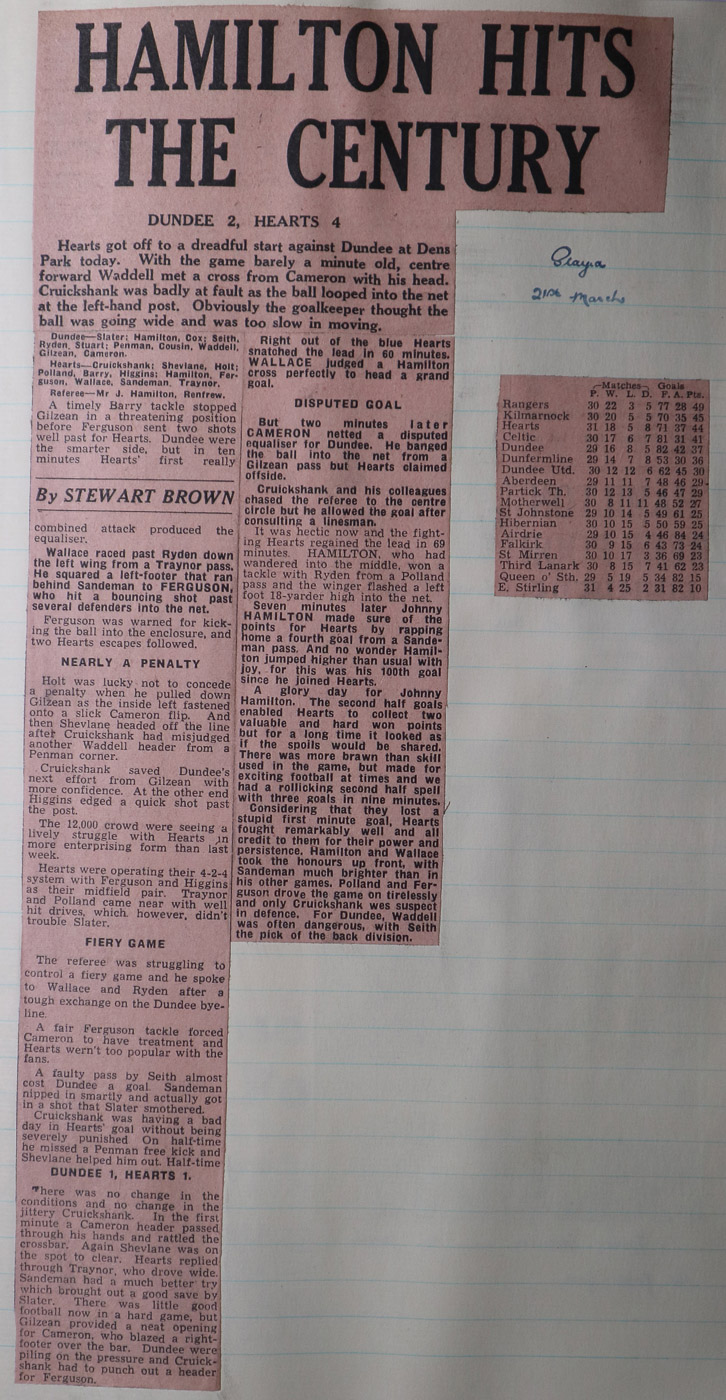 HAMILTON HITS
THE CENTURY
DUNDEE 2, HEARTS 4
Hearts got off to a dreadful start against Dundee at Dens
Park today. With the game barely a minute old, centre
forward Waddell met a cross from Cameron with his head.
Cruickshank was badly at fault as the ball looped into the net
at the left-hand post. Obviously the goalkeeper thought the
ball was going wide and was too slow in moving.
Dundee—Slater; Hamilton, Cox; Seith,
Ryden, Stuart; Penman, Cousin, Waddell,
Gilzean, Cameron.
Hearts—Cruickshank; Shevlane, Holt;
Polland, Barry, Higgins; Hamilton, Fer-
guson, Wallace, Sandeman, Traynor.
Referee—Mr J. Hamilton, Renfrew.
A timely Barry tackle stopped
Gilzean in a threatening position
before Ferguson sent two shots
well past for Hearts. Dundee were
the smarter side, but in ten
minutes Hearts' first really
By STEWART BROWN
combined attack produced the
equaliser.
Wallace raced past Ryden down
the left wing from a Traynor pass.
He squared a left-footer that ran
behind Sandeman to FERGUSON,
who hit a bouncing shot past
several defenders into the net.
Ferguson was warned for kick-
ing the ball into the enclosure, and
two Hearts escapes followed.
NEARLY A PENALTY
Holt was lucky not to concede
a penalty when he pulled down
Gilzean as the inside left fastened
onto a slick Cameron flip. And
then Shevlane headed off the line
after Cruickshank had misjudged
another Waddell header from a
Penman corner.
Cruickshank saved Dundee's
next effort from Gilzean with
more confidence. At the other end
Higgins edged a quick shot past
the post.
The 12,000 crowd were seeing a
lively struggle with Hearts in
more enterprising form than last
week.
Hearts were operating their 4-2-4
system with Ferguson and Higgins
as their midfield pair. Traynor
and Polland came near with well
hit drives, which, however, didn't
trouble Slater.
FIERY GAME
The referee was struggling to
control a fiery game and he spoke
to Wallace and Ryden after a
tough exchange on the Dundee bye-
line.
A fair Ferguson tackle forced
Cameron to have treatment and
Hearts wern't too popular with the
fans.
A faulty pass by Seith almost
cost Dundee a goal. Sandeman
nipped in smartly and actually got
in a shot that Slater smothered.
Cruickshank was having a bad
day in Hearts' goal without being
severely punished On half-time
he missed a Penman free kick and
Shevlane helped him out. Half-time
DUNDEE 1, HEARTS 1.
There was no change in the
conditions and no change in the
jittery Cruickshank. In the first
minute a Cameron header passed
through his hands and rattled the
crossbar. Again Shevlane was on
the spot to clear. Hearts replied
through Traynor, who drove wide.
Sandeman had a much better try
which brought out a good save by
Slater. There was little good
football now in a hard game, but
Gilzean provided a neat opening
for Cameron, who blazed a right-
footer over the bar. Dundee were
piling on the pressure and Cruick-
shank had to punch out a header
for Ferguson.
Right out of the blue Hearts
snatched the lead in 60 minutes.
WALLACE judged a Hamilton
cross perfectly to head a grand
goal.
DISPUTED GOAL
But two minutes later
CAMERON netted a disputed
equaliser for Dundee. He banged
the ball into the net from a
Gilzean pass but Hearts claimed
offside.
Cruickshank and his colleagues
chased the referee to the centre
circle but he allowed the goal after
consulting a linesman.
It was hectic now and the fight-
ing Hearts regained the lead in 69
minutes. HAMILTON, who had
wandered into the middle, won a
tackle with Ryden from a Polland
pass and the winger flashed a left
foot 18-yarder high into the net.
Seven minutes later Johnny
HAMILTON made sure of the
points for Hearts by rapping
home a fourth goal from a Sande-
man pass. And no wonder Hamil-
ton jumped higher than usual with
joy, for this was his 100th goal
since he joined Hearts.
A glory day for Johnny
Hamilton. The second half goals
enabled Hearts to collect two
valuable and hard won points
but for a long time it looked as
if the spoils would be shared.
There was more brawn than skill
used in the game, but made for
exciting football at times and we
had a rollicking second half spell
with three goals in nine minutes.
Considering that they lost a
stupid first minute goal, Hearts
fought remarkably well and all
credit to them for their power and
persistence. Hamilton and Wallace
took the honours up front, with
Sandeman much brighter than in
his other games. Polland and Fer-
guson drove the game on tirelessly
and only Cruickshank wes suspect
in defence. For Dundee, Waddell
was often dangerous, with Seith
the pick of the back division.
21st March
Matches Goals
P. W. L. D. F. A. Pts.
Rangers 30 22 3 5 77 28 49
Kilmarnock 30 20 5 5 70 35 45
Hearts 31 18 5 8 71 37 44
Celtic 30 17 6 7 81 31 41
Dundee 29 16 8 5 82 42 37
Dunfermline 29 14 7 8 53 30 36
Dundee Utd. 30 12 12 6 62 45 30
Aberdeen 29 11 11 7 48 46 29
Partick Th. 30 12 13 5 46 47 29
Motherwell 30 8 11 11 48 52 27
St Johnstone 29 10 14 5 49 61 25
Hibernian 30 10 15 5 50 59 25
Airdrie 29 10 15 4 46 84 24
Falkirk 30 9 15 6 43 73 24
St Mirren 30 10 17 3 36 69 23
Third Lanark 30 8 15 7 41 62 23
Queen o' Sth. 29 5 19 5 34 82 15
E. Stirling 31 4 25 2 31 82 10